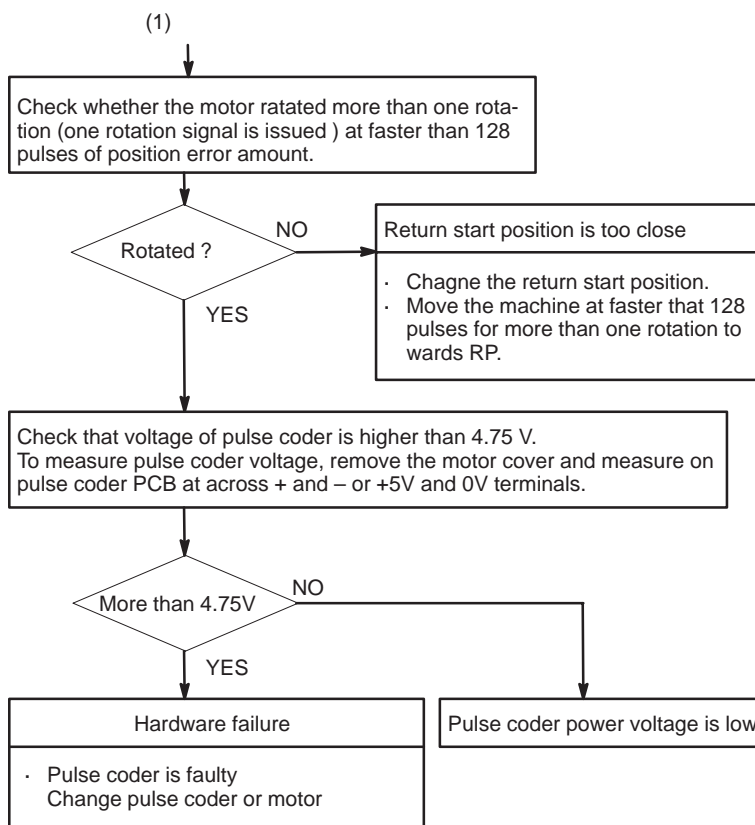 (1)
Check whether the motor ratated more than one rota-
tion (one rotation signal is issued ) at faster than 128
pulses of position error amount.
Rotated ?
NO
YES
Return start position is too close
· Chagne the return start position.
· Move the machine at faster that 128
pulses for more than one rotation to
wards RP.
Check that voltage of pulse coder is higher than 4.75 V.
To measure pulse coder voltage, remove the motor cover and measure on
pulse coder PCB at across + and – or +5V and 0V terminals.
More than 4.75V
NO
YES
Hardware failure
· Pulse coder is faulty
Change pulse coder or motor
Pulse coder power voltage is low